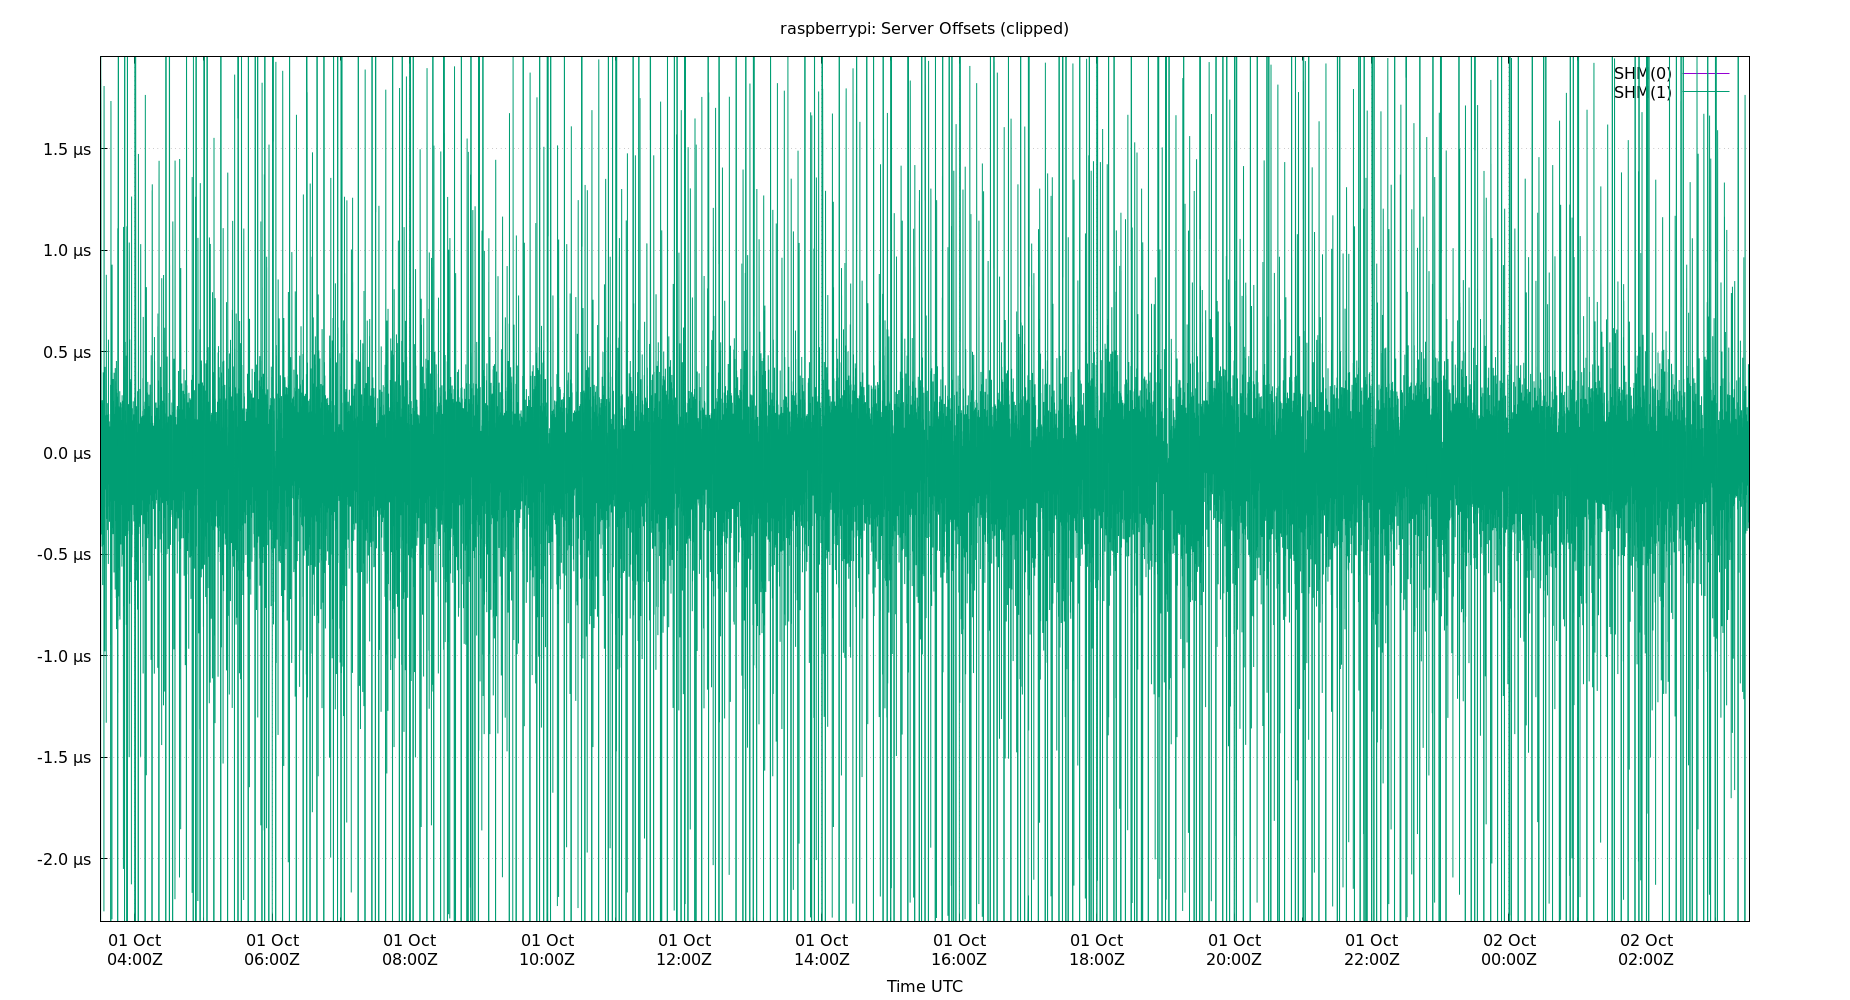 raspberrypi: Server Offsets (clipped)
SHM(0)
SHM(1)
1.5 µs
1.0 µs
0.5 µs
0.0 µs
-0.5 µs
-1.0 µs
-1.5 µs
-2.0 µs
01 Oct 01 Oct 01 Oct 01 Oct 01 Oct 01 Oct 01 Oct 01 Oct 01 Oct 01 Oct 02 Oct 02 Oct
04:00Z 06:00Z 08:00Z 10:00Z 12:00Z 14:00Z 16:00Z 18:00Z 20:00Z 22:00Z 00:00Z 02:00Z
Time UTC